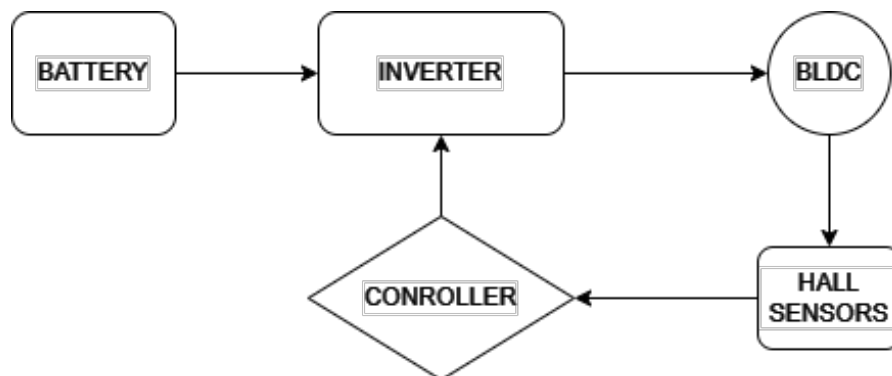 BATTERY
INVERTER
BLDC
CONROLLER
HALL
SENSORS